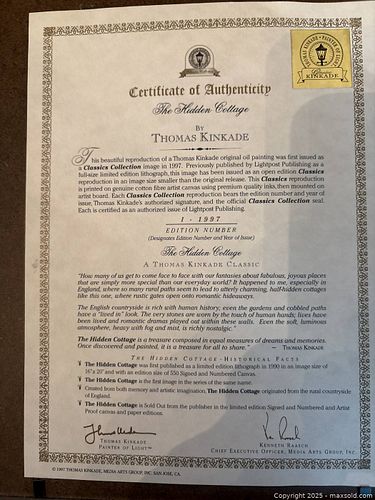 Certificate of Authenticity
The Hidden Cottage
BY
THOMAS KINKADE
This beautiful reproduction of a Thomas Kinkade original oil painting was first issued as
a Classics Collection image in 1997. Previously published by Lightpost Publishing as a
full-size limited edition lithograph, this image has been issued as an open edition Classics
reproduction in an image size smaller than the original release. This Classics reproduction
is printed on genuine cotton fibre artist canvas using premium quality inks, then mounted on
artist board. Each Classics Collection reproduction bears the edition number and year of
issue, Thomas Kinkade's authorized signature, and the official Classics Collection seal.
Each is certified as an authorized issue of Lightpost Publishing.
1 - 1997
EDITION NUMBER
(Designates Edition Number and Year of Issue)
The Hidden Cottage
A THOMAS KINKADE CLASSIC
"How many of us get to come face to face with our fantasies about fabulous, joyous places
that are simply more special than our everyday world? It happened to me, especially in
England, where so many rural paths seem to lead to utterly charming, half-hidden cottages
like this one, where rustic gates open onto romantic hideaways.
The English countryside is rich with human history; even the gardens and cobbled paths
have a "lived in" look. The very stones are worn by the touch of human hands; lives have
been lived and romantic dramas played out within these walls. Even the soft, luminous
atmosphere, heavy with fog and mist, is richly nostalgic."
The Hidden Cottage is a treasure composed of equal measures of dreams and memories.
Once discovered and painted, it is a treasure for all to share." — THOMAS KINKADE
THE HIDDEN COTTAGE - HISTORICAL FACTS
The Hidden Cottage was first published as a limited edition lithograph in 1990 in an image size of
16"x 20" and with an edition size of 550 Signed and Numbered Canvas.
The Hidden Cottage is the first image in the series of the same name.
Created from both memory and artistic imagination, The Hidden Cottage originated from the rural countryside
of England.
The Hidden Cottage is Sold Out from the publisher in the limited edition Signed and Numbered and Artist
Proof canvas and paper editions.
THOMAS KINKADE
PAINTER OF LIGHT™
KENNETH RAASCH
CHIEF EXECUTIVE OFFICER, MEDIA ARTS GROUP, INC.
© 1997, THOMAS KINKADE, MEDIA ARTS GROUP, INC. SAN JOSE, CA.
THOMAS KINKADE • PAINTER OF LIGHT
KINKADE
Copyright 2025 - maxsold.com